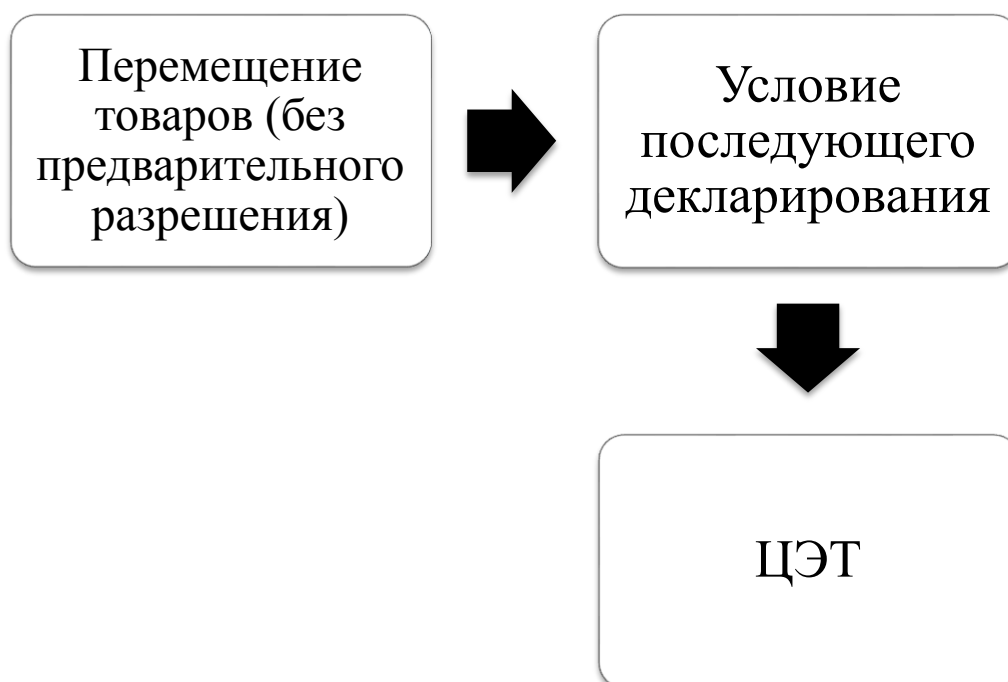 Перемещение
товаров (без
предварительного
разрешения)
Условие
последующего
декларирования
ЦЭТ